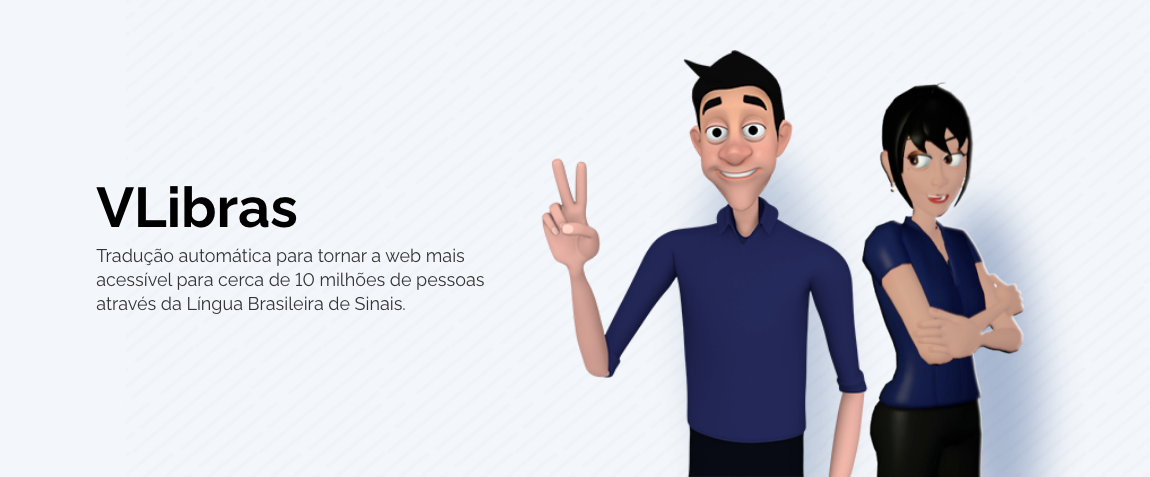 VLibras
Tradução automática para tornar a web mais
acessível para cerca de 10 milhões de pessoas
através da Língua Brasileira de Sinais.